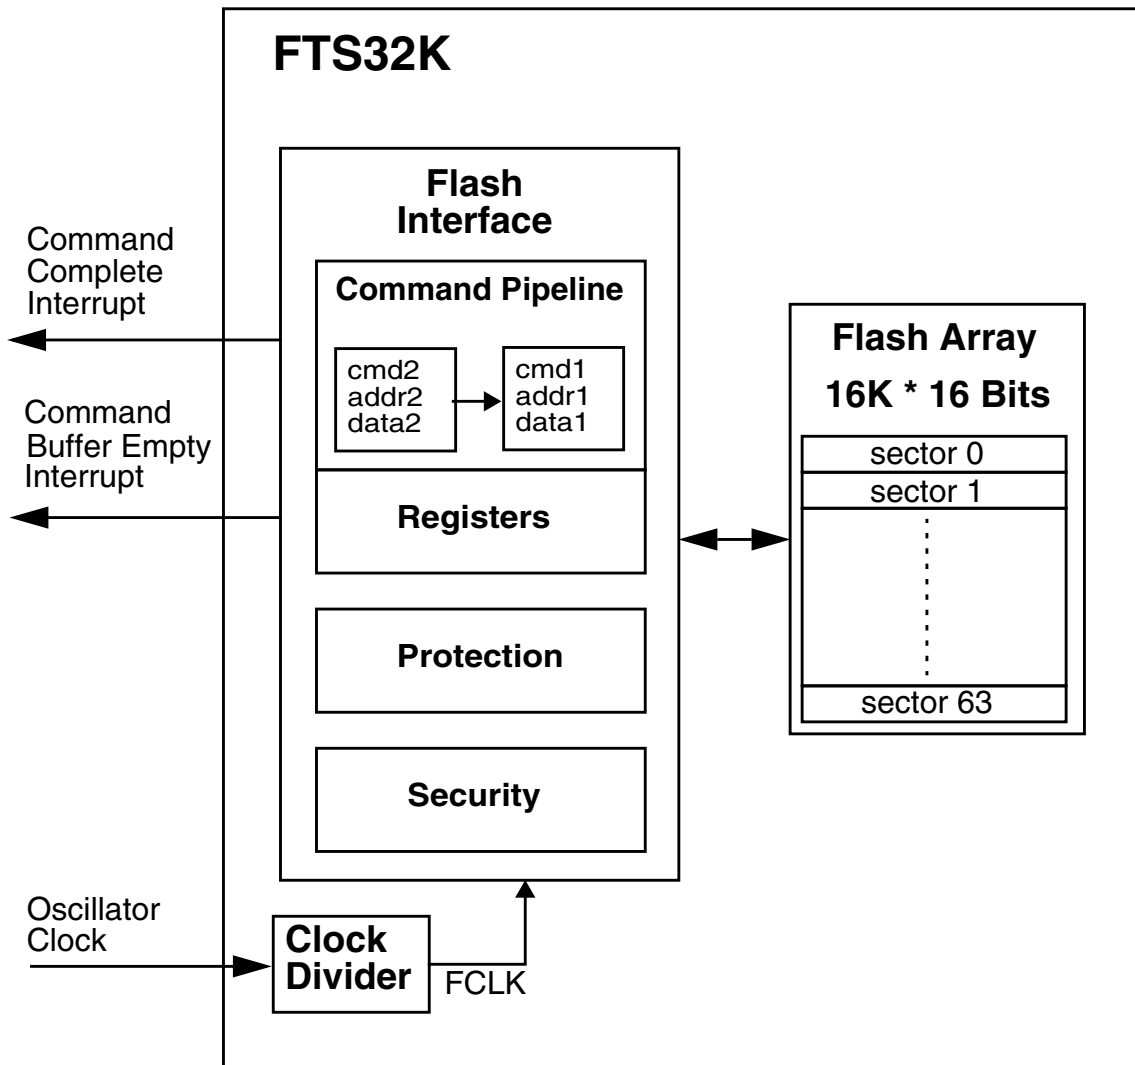 FTS32K
Flash
Interface
Command
Complete
Interrupt
Command Pipeline
cmd2
addr2
data2
cmd1
addr1
data1
Command
Buffer Empty
Interrupt
Registers
Protection
Security
Flash Array
16K * 16 Bits
sector 0
sector 1
sector 63
Oscillator
Clock
Clock
Divider
FCLK